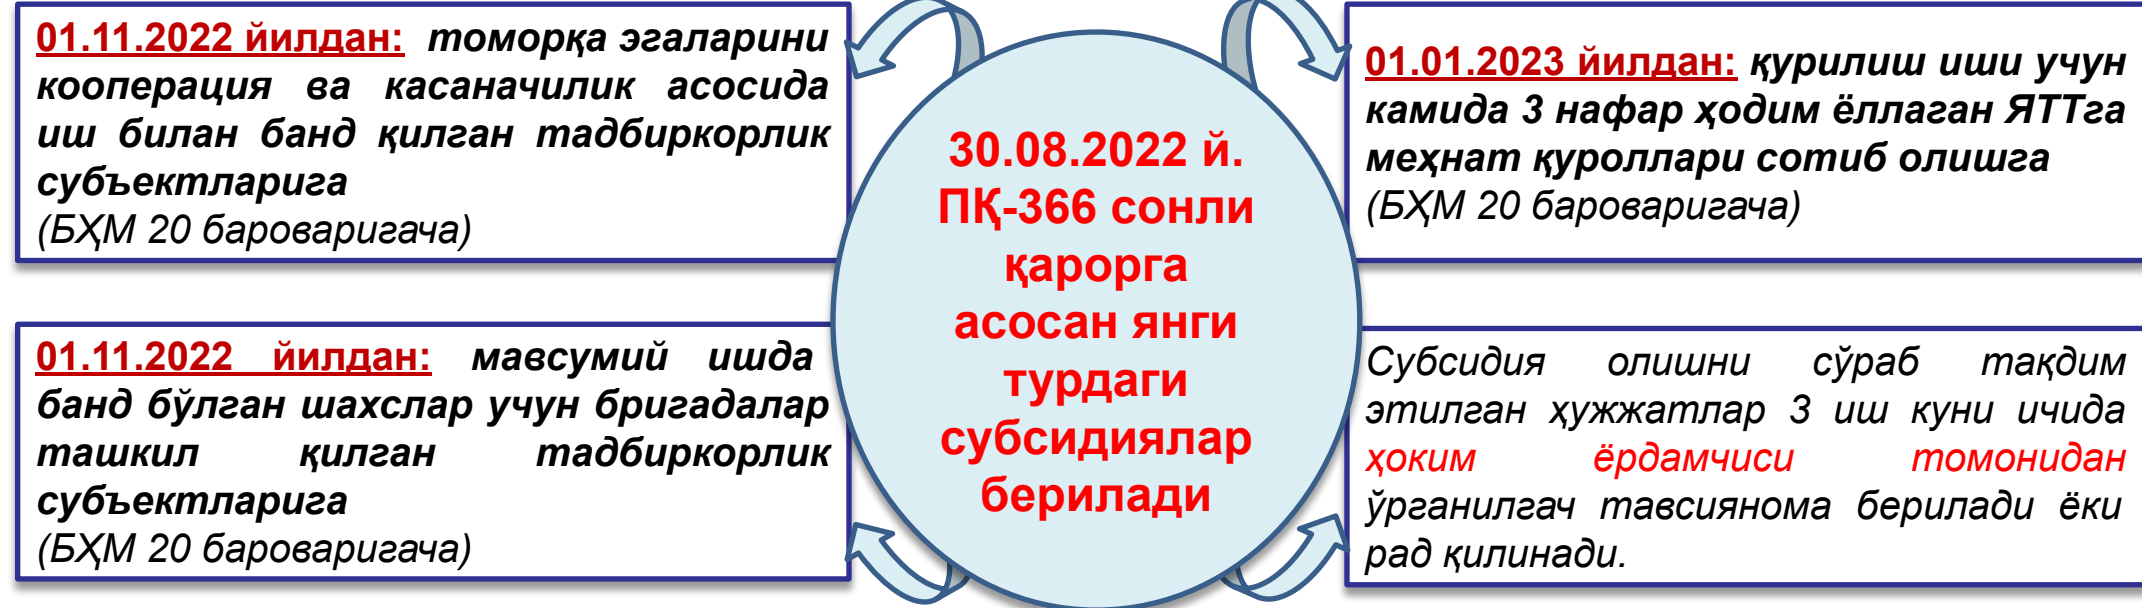 01.11.2022 йилдан: томорқа эгаларини
кооперация ва касаначилик асосида
иш билан банд қилган тадбиркорлик
субъектларига
(БҲМ 20 бароваригача)
01.11.2022 йилдан: мавсумий ишда
банд бўлган шахслар учун бригадалар
ташкил қилган тадбиркорлик
субъектларига
(БҲМ 20 бароваригача)
30.08.2022 й.
ПҚ-366 сонли
қарорга
асосан янги
турдаги
субсидиялар
берилади
01.01.2023 йилдан: қурилиш иши учун
камида 3 нафар ҳодим ёллаган ЯТТга
меҳнат қуроллари сотиб олишга
(БҲМ 20 бароваригача)
Субсидия олишни сўраб тақдим
этилган ҳужжатлар 3 иш куни ичида
ҳоким ёрдамчиси томонидан
ўрганилгач тавсиянома берилади ёки
рад қилинади.